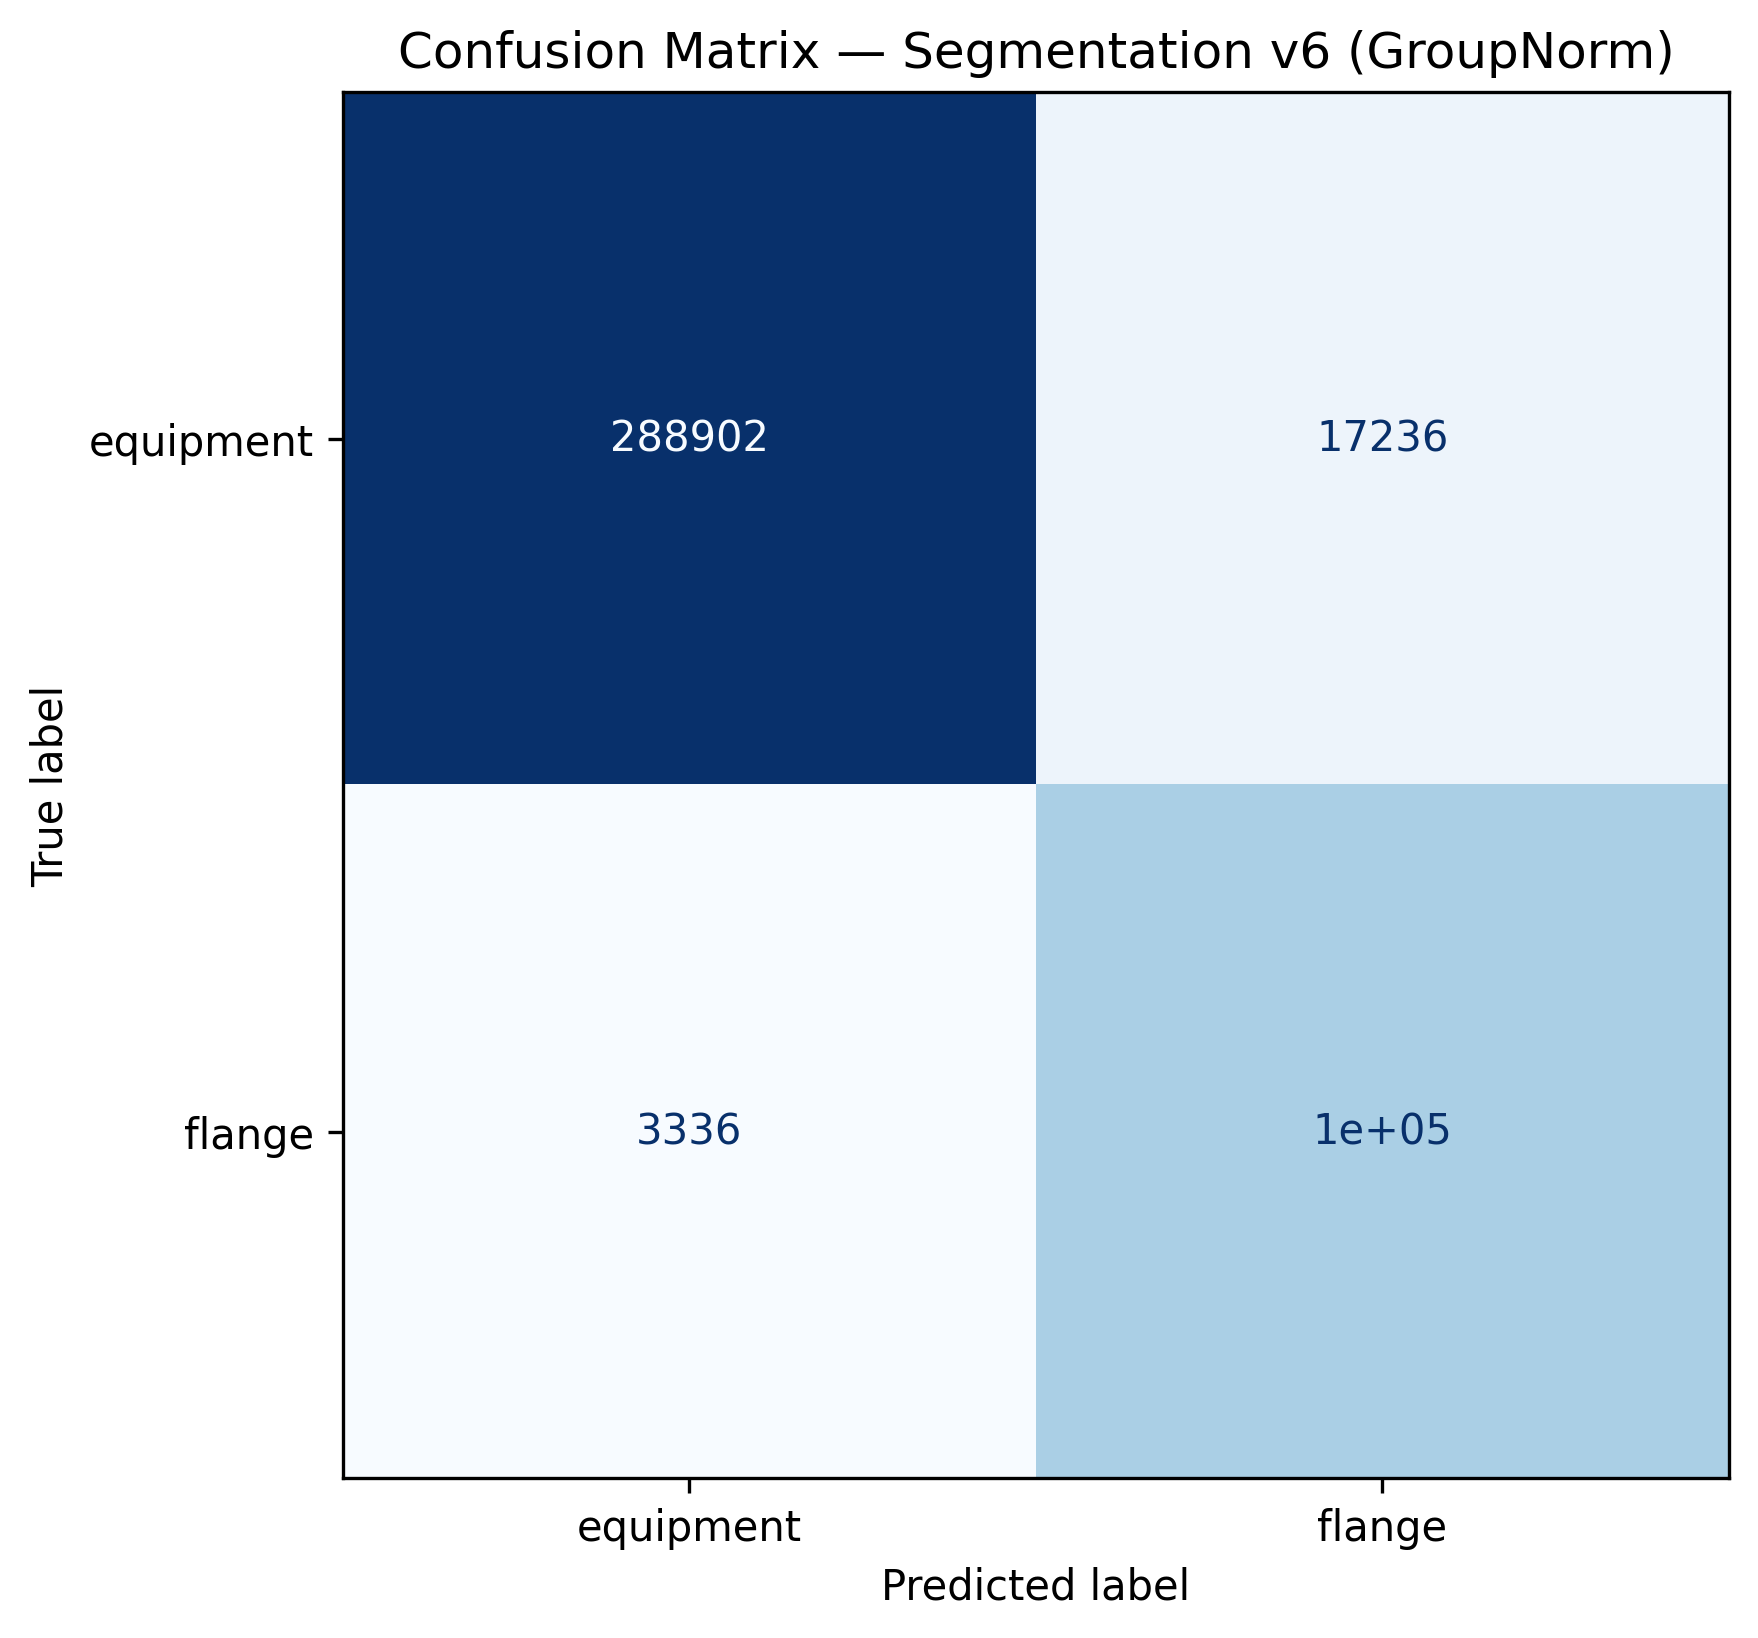 Confusion Matrix — Segmentation v6 (GroupNorm)
equipment
288902
17236
True label
flange
3336
1e+05
equipment
flange
Predicted label